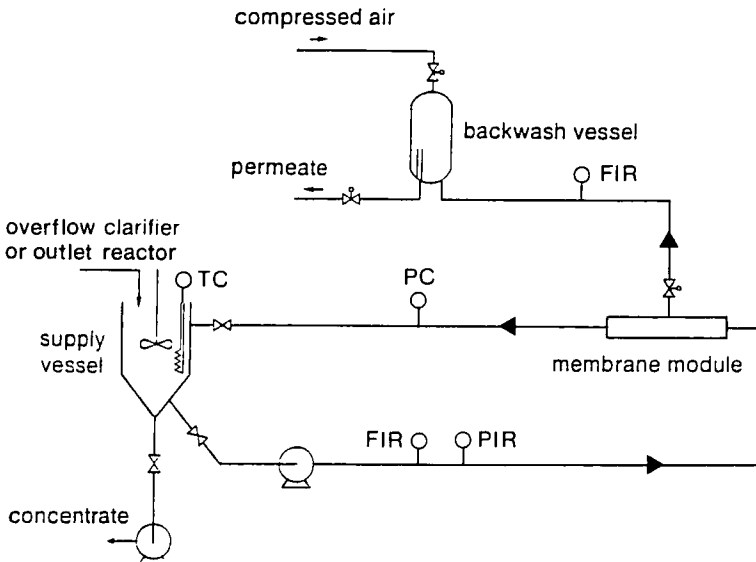 compressed air
backwash vessel
permeate
FIR
overflow clarifier
or outlet reactor
TC
PC
supply
vessel
membrane module
FIR
PIR
concentrate